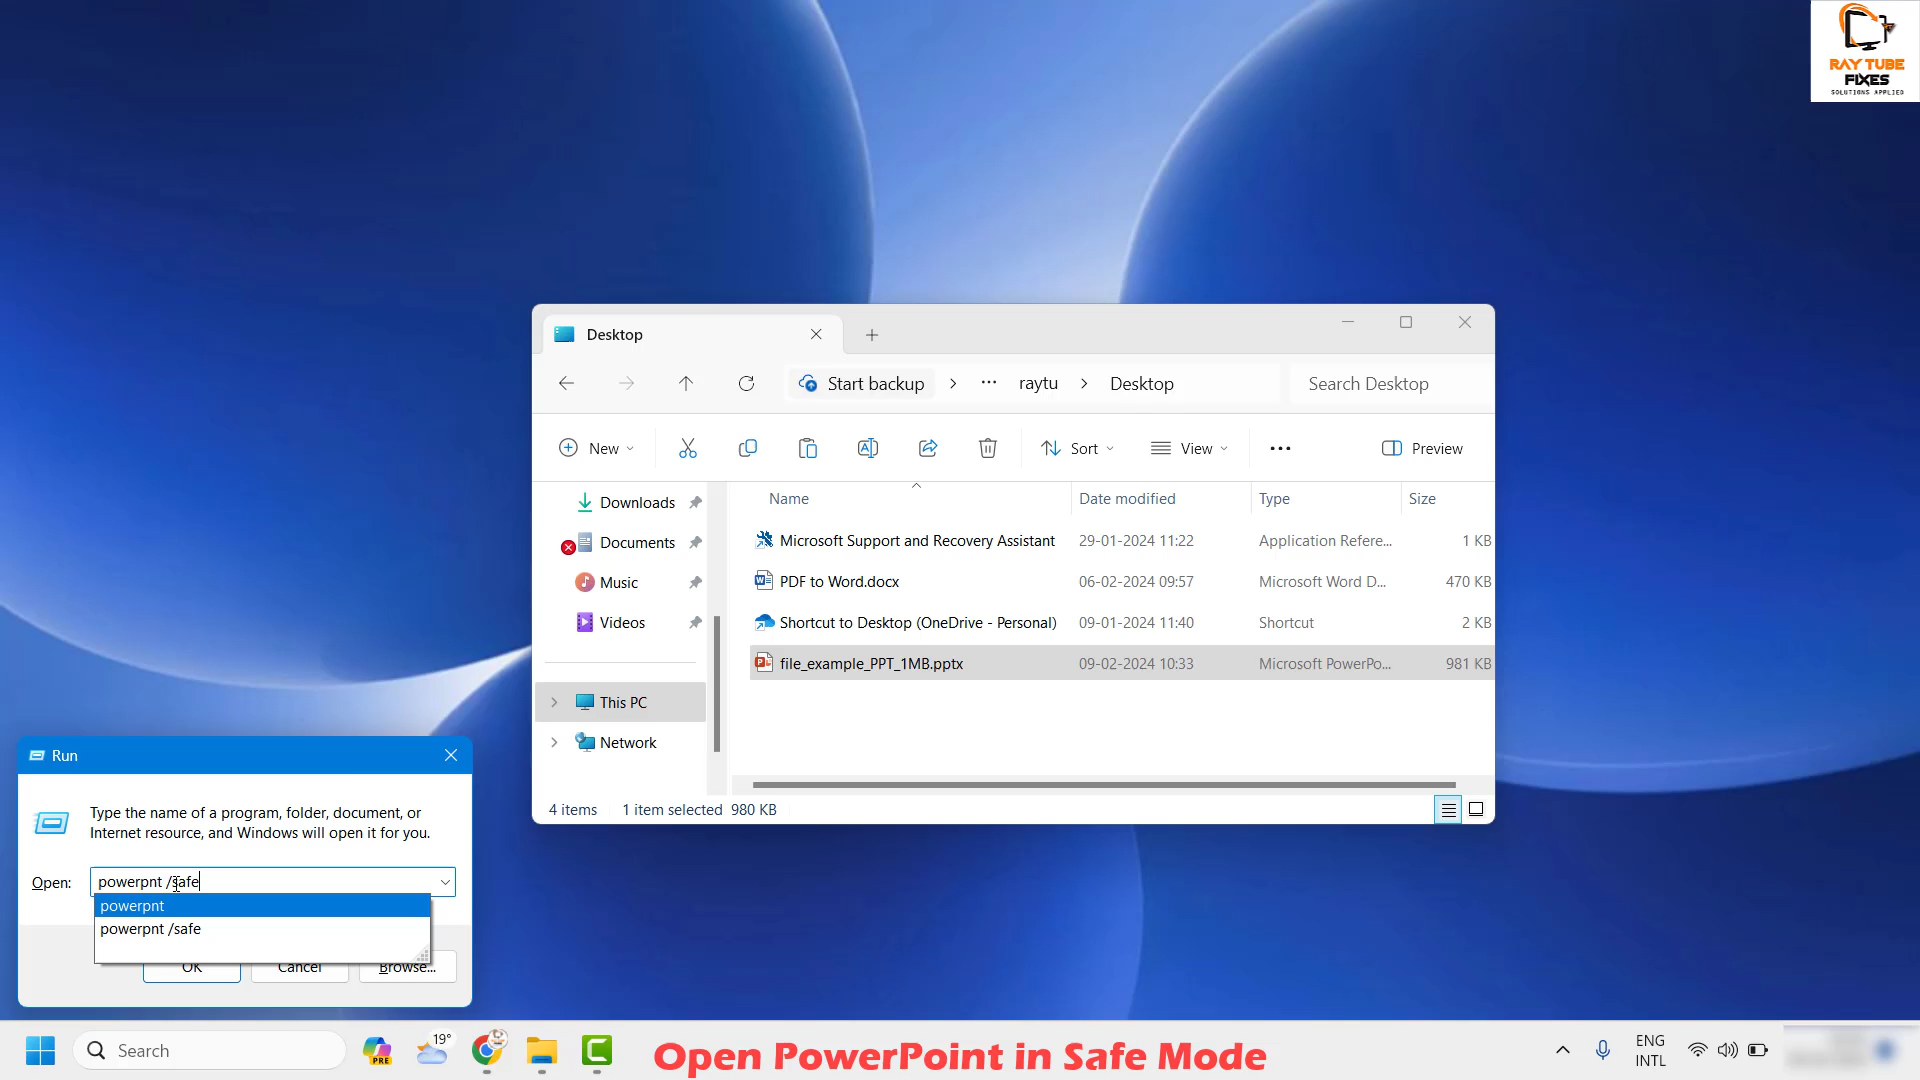 RAY TUBE
FIXES
SOLUTIONS APPLIED
Desktop
Start backup
raytu
Desktop
Search Desktop
New
Sort
View
Preview
Name
Date modified
Type
Size
Downloads
Documents
Music
Videos
This PC
Network
Microsoft Support and Recovery Assistant 29-01-2024 11:22 Application Refere... 1 KB
PDF to Word.docx 06-02-2024 09:57 Microsoft Word D... 470 KB
Shortcut to Desktop (OneDrive - Personal) 09-01-2024 11:40 Shortcut 2 KB
file_example_PPT_1MB.pptx 09-02-2024 10:33 Microsoft PowerPo... 981 KB
4 items 1 item selected 980 KB
Run
Type the name of a program, folder, document, or
Internet resource, and Windows will open it for you.
Open: powerpnt /safe
powerpnt
powerpnt /safe
OK
Cancel
Browse...
Search
PRE
19°
Open PowerPoint in Safe Mode
ENG
INTL